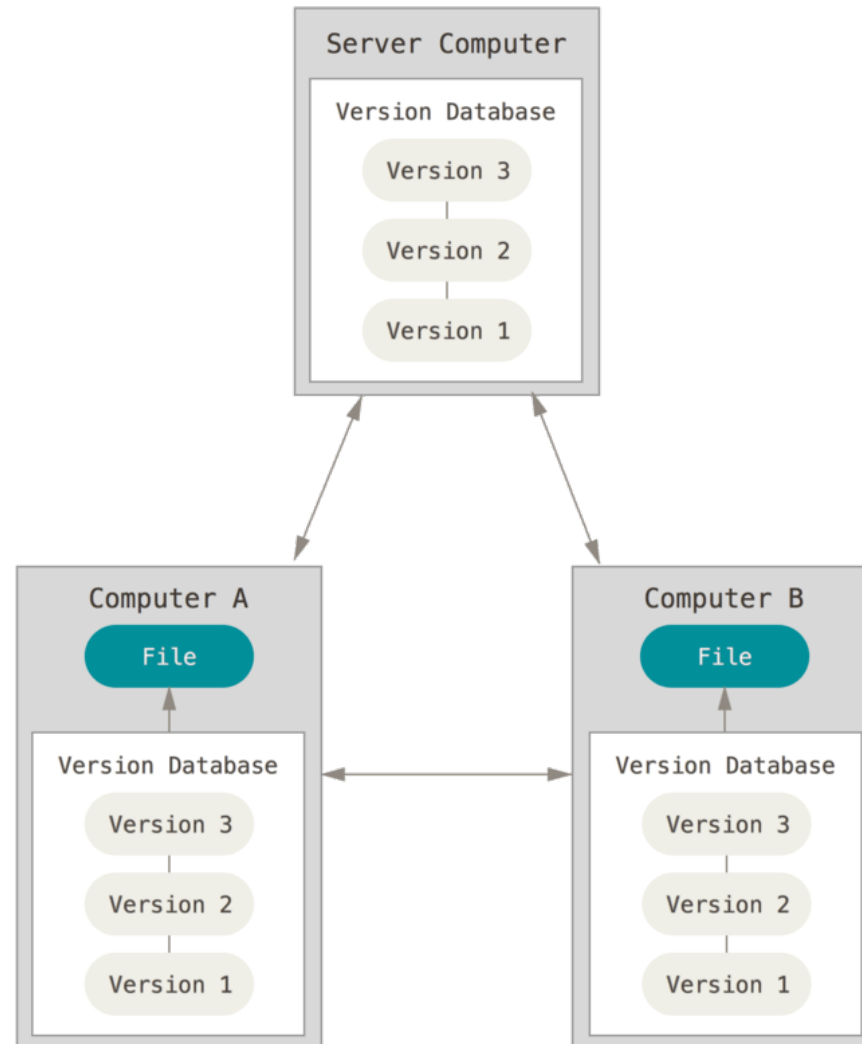 Server Computer
Version Database
Version 3
Version 2
Version 1
Computer A
File
Version Database
Version 3
Version 2
Version 1
Computer B
File
Version Database
Version 3
Version 2
Version 1